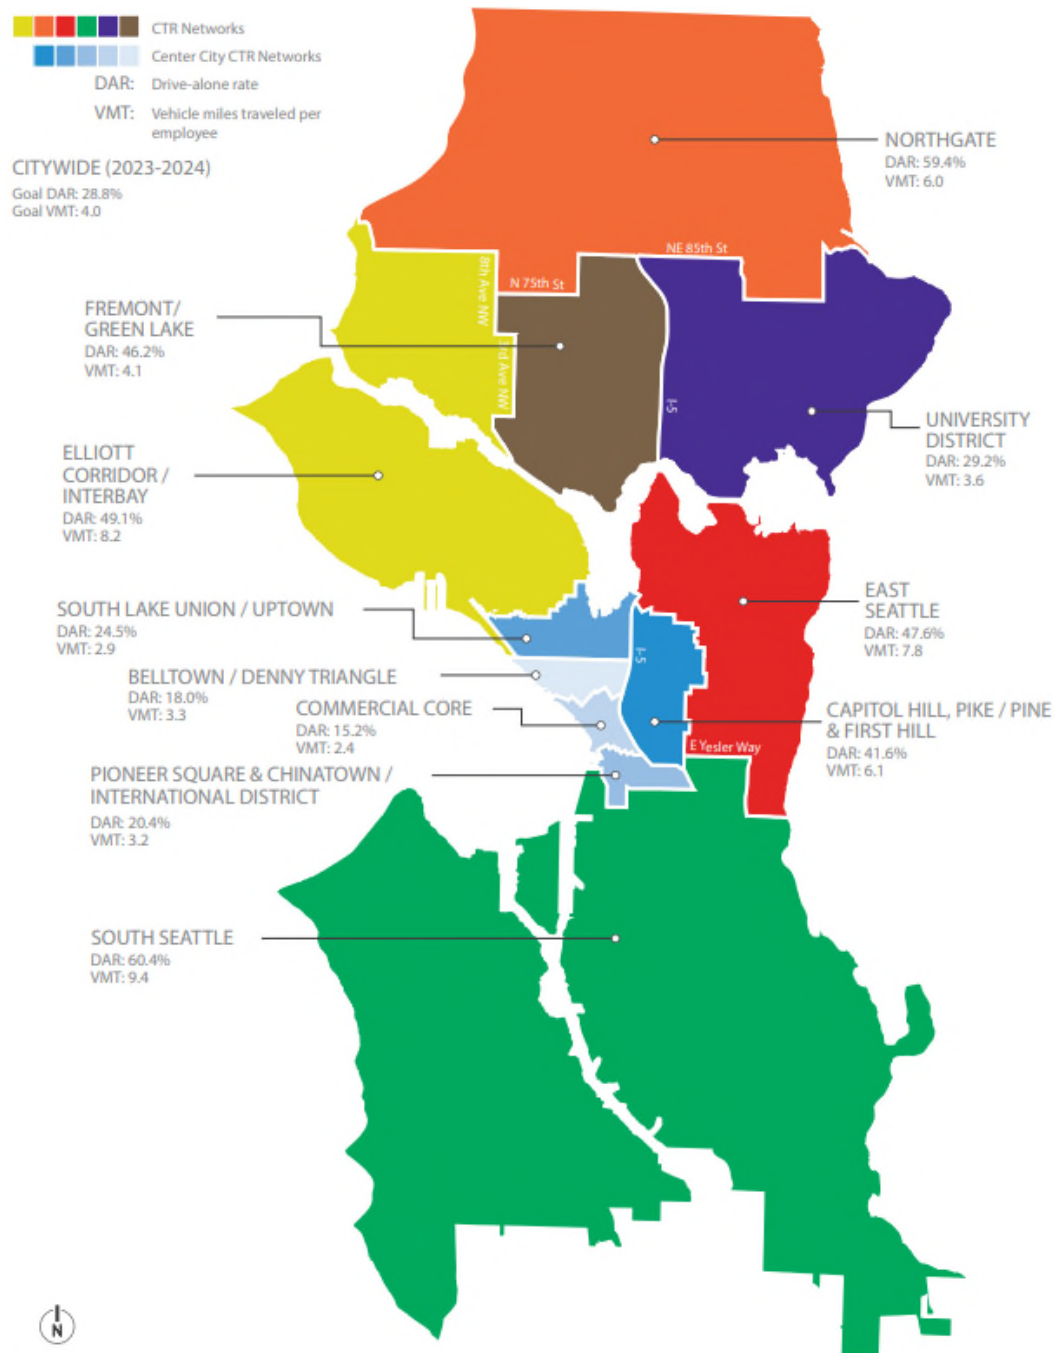 CTR Networks
Center City CTR Networks
DAR: Drive-alone rate
VMT: Vehicle miles traveled per
employee
CITYWIDE (2023-2024)
Goal DAR: 28.8%
Goal VMT: 4.0
NORTHGATE
DAR: 59.4%
VMT: 6.0
NE 85th St
8th Ave NW
N 75th St
FREMONT/
GREEN LAKE
DAR: 46.2%
VMT: 4.1
3rd Ave NW
I-5
UNIVERSITY
DISTRICT
DAR: 29.2%
VMT: 3.6
ELLIOTT
CORRIDOR /
INTERBAY
DAR: 49.1%
VMT: 8.2
EAST
SEATTLE
DAR: 47.6%
VMT: 7.8
SOUTH LAKE UNION / UPTOWN
DAR: 24.5%
VMT: 2.9
I-5
BELLTOWN / DENNY TRIANGLE
DAR: 18.0%
VMT: 3.3
COMMERCIAL CORE
DAR: 15.2%
VMT: 2.4
CAPITOL HILL, PIKE / PINE
& FIRST HILL
DAR: 41.6%
VMT: 6.1
E Yesler Way
PIONEER SQUARE & CHINATOWN /
INTERNATIONAL DISTRICT
DAR: 20.4%
VMT: 3.2
SOUTH SEATTLE
DAR: 60.4%
VMT: 9.4
N